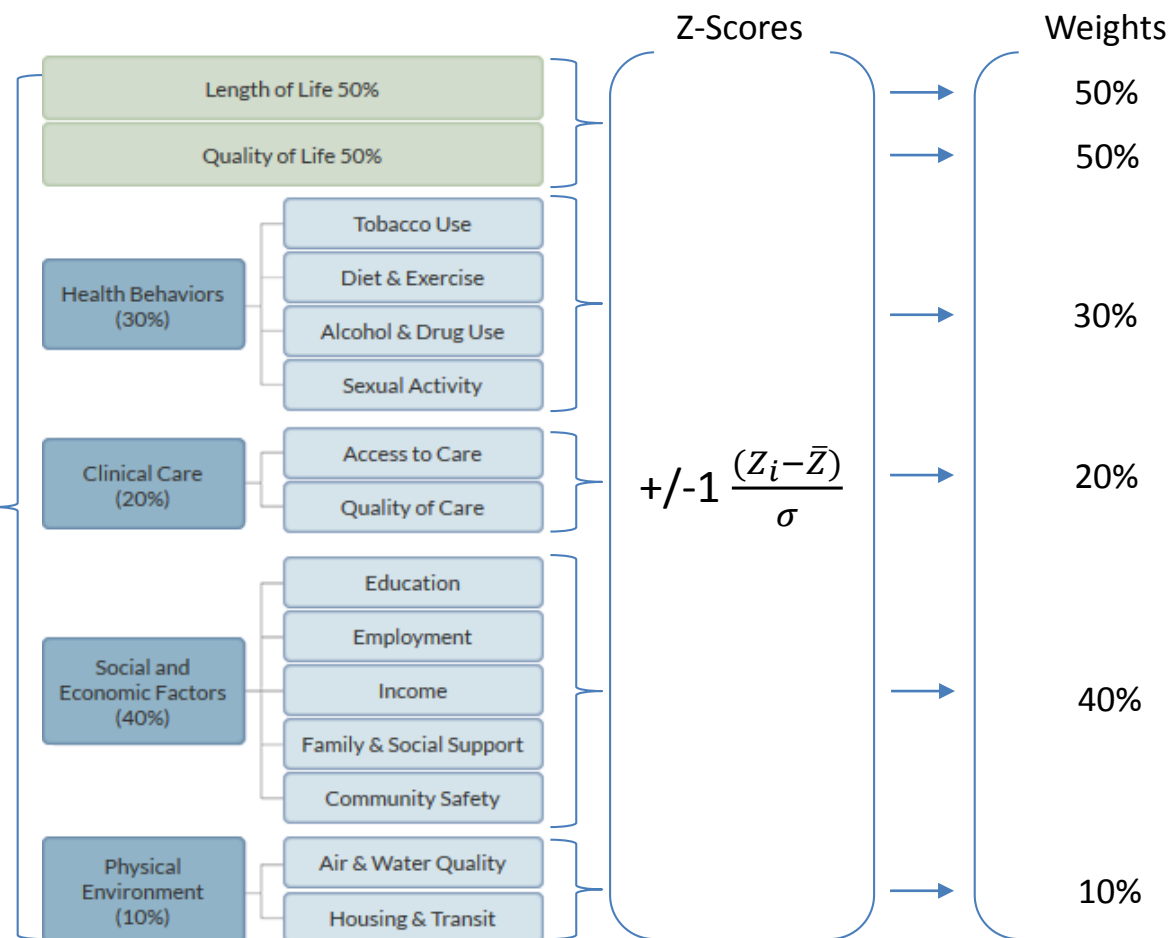 Z-Scores
Weights
Length of Life 50%
50%
Quality of Life 50%
50%
Health Behaviors
(30%)
Tobacco Use
Diet & Exercise
Alcohol & Drug Use
Sexual Activity
30%
Clinical Care
(20%)
Access to Care
Quality of Care
+/-1 (Z_i−Z̄)/σ
20%
Social and
Economic Factors
(40%)
Education
Employment
Income
Family & Social Support
Community Safety
40%
Physical
Environment
(10%)
Air & Water Quality
Housing & Transit
10%